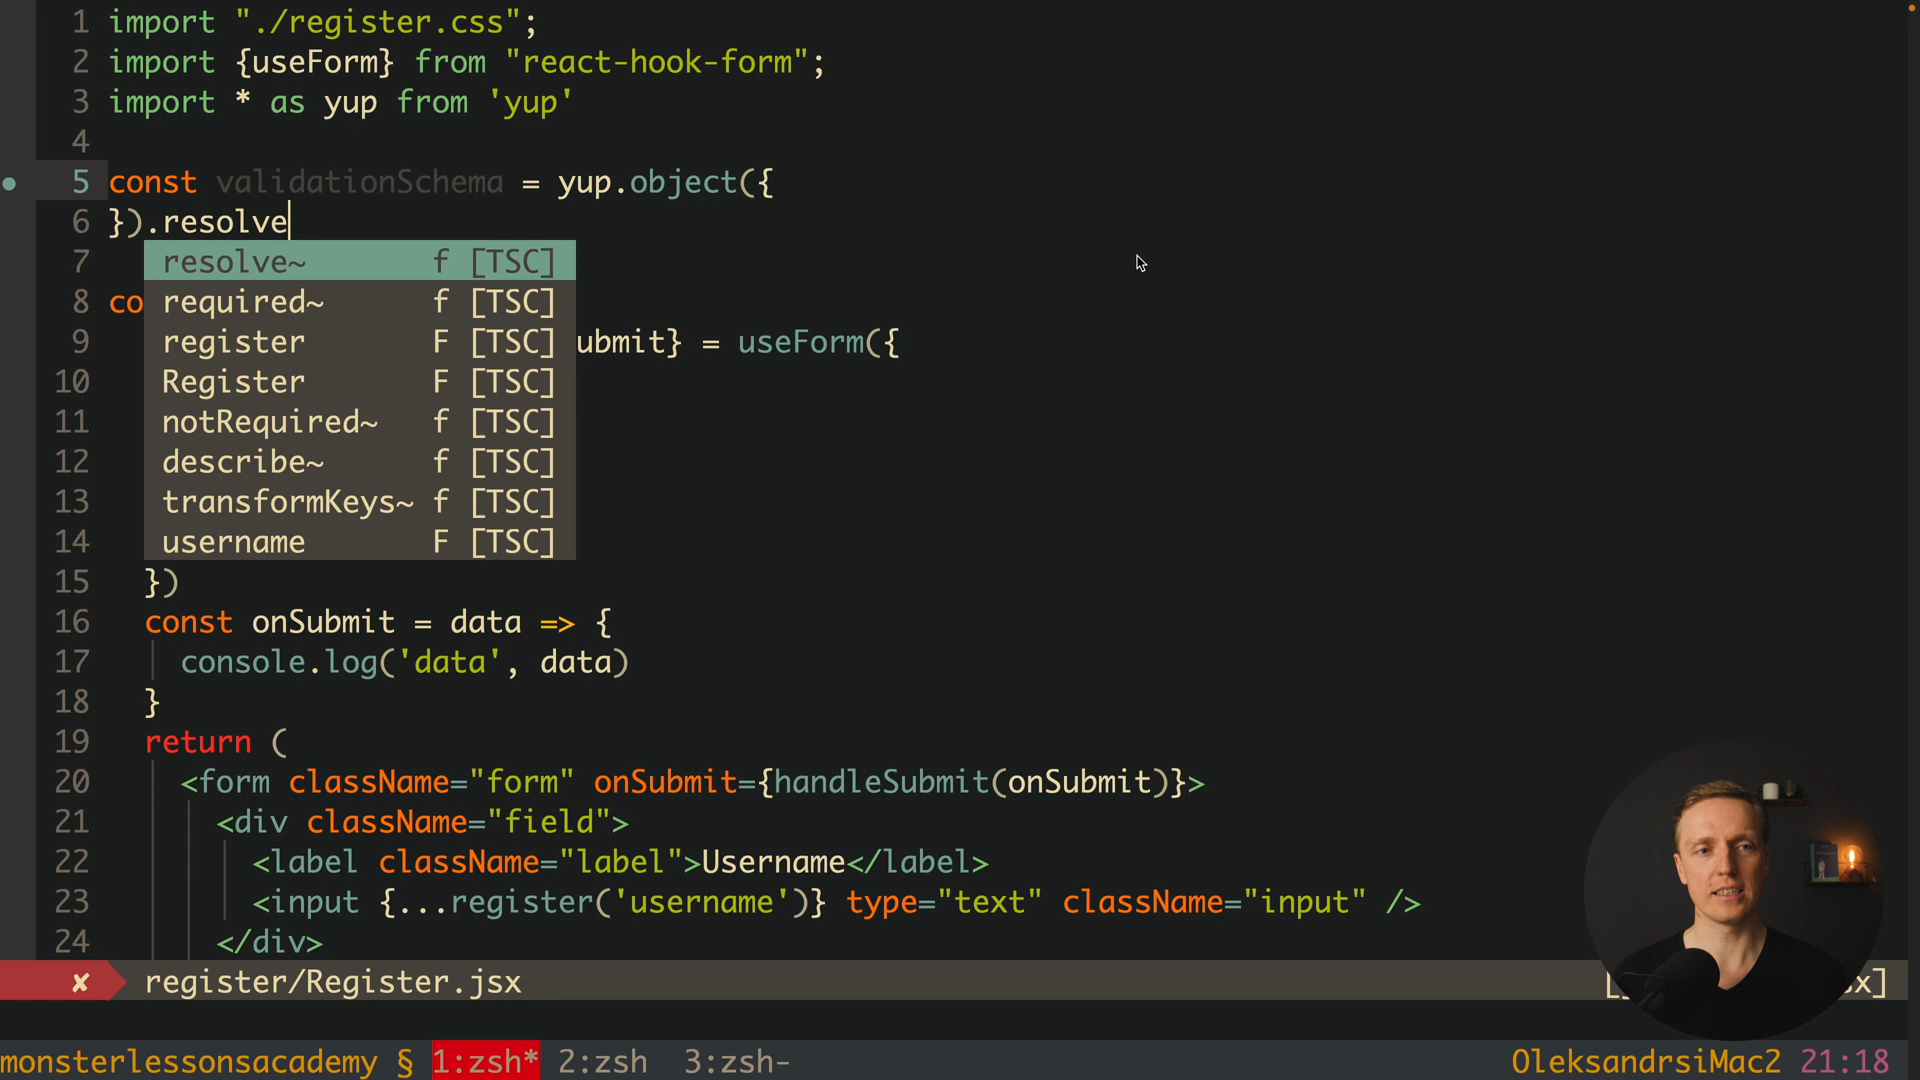 1 import "./register.css";
2 import {useForm} from "react-hook-form";
3 import * as yup from 'yup'
4
5 const validationSchema = yup.object({
6 }).resolve
7 resolve~ f [TSC]
8 co required~ f [TSC]
9 register F [TSC] ubmit} = useForm({
10 Register F [TSC]
11 notRequired~ f [TSC]
12 describe~ f [TSC]
13 transformKeys~ f [TSC]
14 username F [TSC]
15 })
16 const onSubmit = data => {
17 console.log('data', data)
18 }
19 return (
20 <form className="form" onSubmit={handleSubmit(onSubmit)}>
21 <div className="field">
22 <label className="label">Username</label>
23 <input {...register('username')} type="text" className="input" />
24 </div>
✘ register/Register.jsx x]
monsterlessonsacademy § 1:zsh* 2:zsh 3:zsh- OleksandrsiMac2 21:18